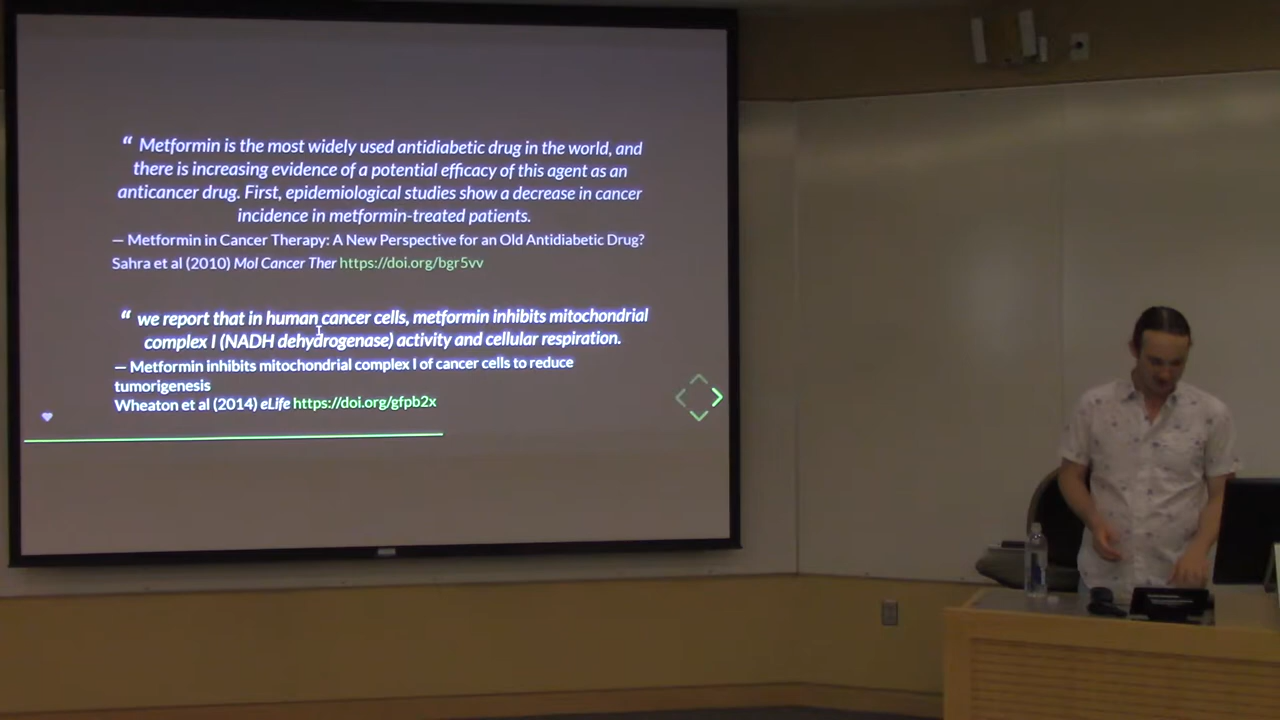 “ Metformin is the most widely used antidiabetic drug in the world, and
there is increasing evidence of a potential efficacy of this agent as an
anticancer drug. First, epidemiological studies show a decrease in cancer
incidence in metformin-treated patients.
— Metformin in Cancer Therapy: A New Perspective for an Old Antidiabetic Drug?
Sahra et al (2010) Mol Cancer Ther https://doi.org/bgr5vv
“ we report that in human cancer cells, metformin inhibits mitochondrial
complex I (NADH dehydrogenase) activity and cellular respiration.
— Metformin inhibits mitochondrial complex I of cancer cells to reduce
tumorigenesis
Wheaton et al (2014) eLife https://doi.org/gfpb2x